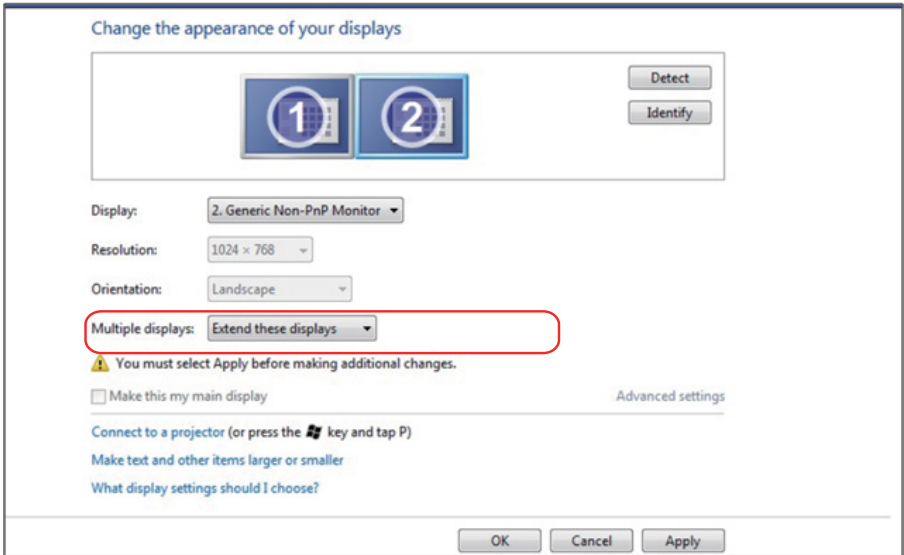 Change the appearance of your displays
1
2
Detect
Identify
Display: 2. Generic Non-PnP Monitor
Resolution: 1024 × 768
Orientation: Landscape
Multiple displays: Extend these displays
You must select Apply before making additional changes.
Make this my main display Advanced settings
Connect to a projector (or press the key and tap P)
Make text and other items larger or smaller
What display settings should I choose?
OK Cancel Apply